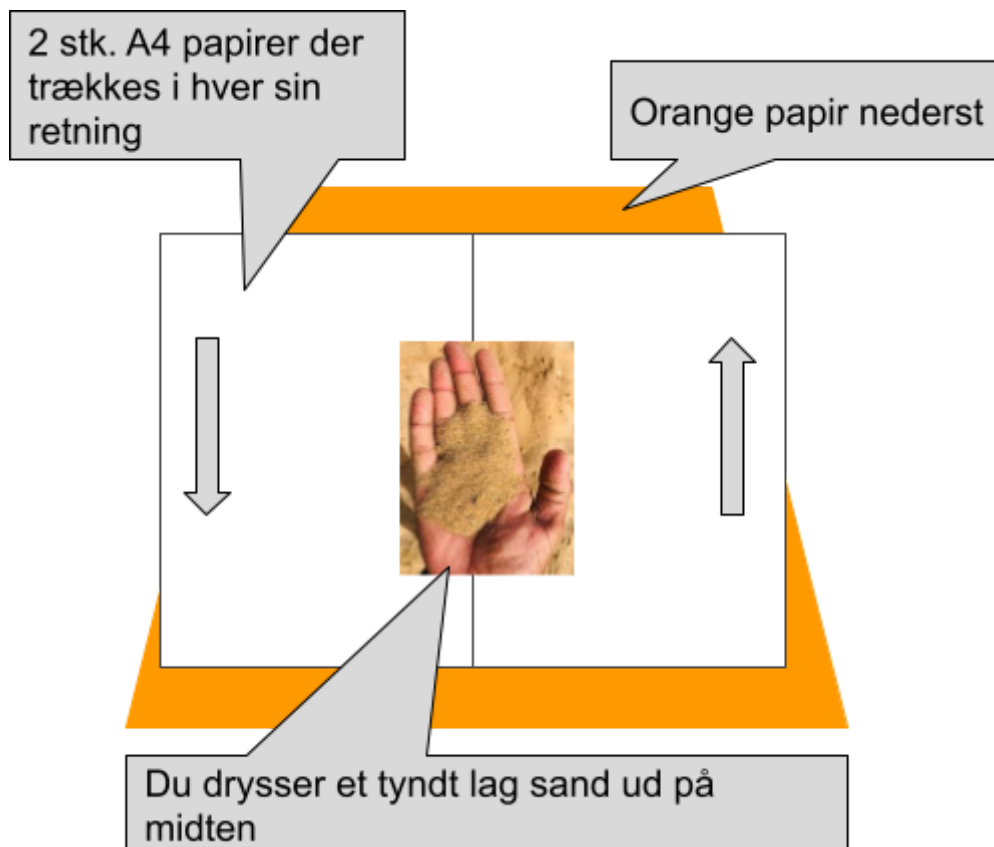 2 stk. A4 papirer der
trækkes i hver sin
retning
Orange papir nederst
Du drysser et tyndt lag sand ud på
midten